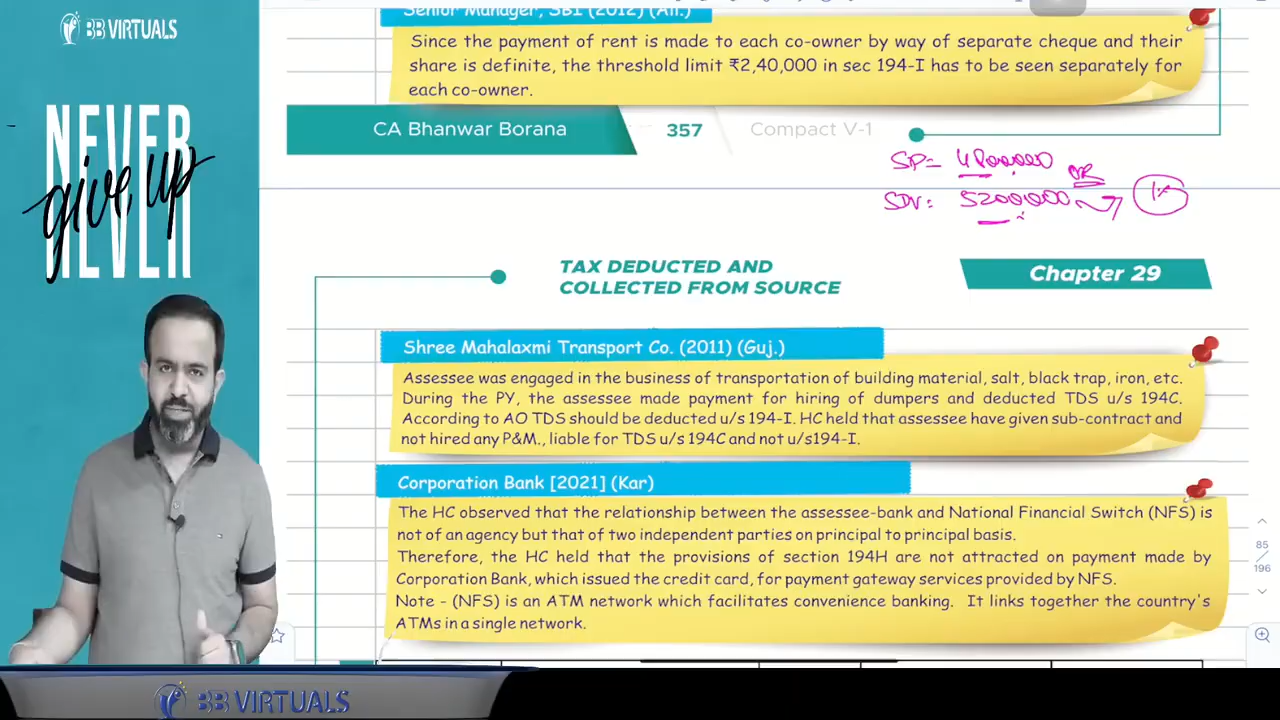 BB VIRTUALS
NEVER
give up
NEVER
Senior Manager, SBI (2012) (All.)
Since the payment of rent is made to each co-owner by way of separate cheque and their
share is definite, the threshold limit ₹2,40,000 in sec 194-I has to be seen separately for
each co-owner.
CA Bhanwar Borana
357
Compact V-1
SP=
SDV: 5200000
OR
TAX DEDUCTED AND
COLLECTED FROM SOURCE
Chapter 29
Shree Mahalaxmi Transport Co. (2011) (Guj.)
Assessee was engaged in the business of transportation of building material, salt, black trap, iron, etc.
During the PY, the assessee made payment for hiring of dumpers and deducted TDS u/s 194C.
According to AO TDS should be deducted u/s 194-I. HC held that assessee have given sub-contract and
not hired any P&M., liable for TDS u/s 194C and not u/s194-I.
Corporation Bank [2021] (Kar)
The HC observed that the relationship between the assessee-bank and National Financial Switch (NFS) is
not of an agency but that of two independent parties on principal to principal basis.
Therefore, the HC held that the provisions of section 194H are not attracted on payment made by
Corporation Bank, which issued the credit card, for payment gateway services provided by NFS.
Note - (NFS) is an ATM network which facilitates convenience banking. It links together the country's
ATMs in a single network.
85
196
BB VIRTUALS